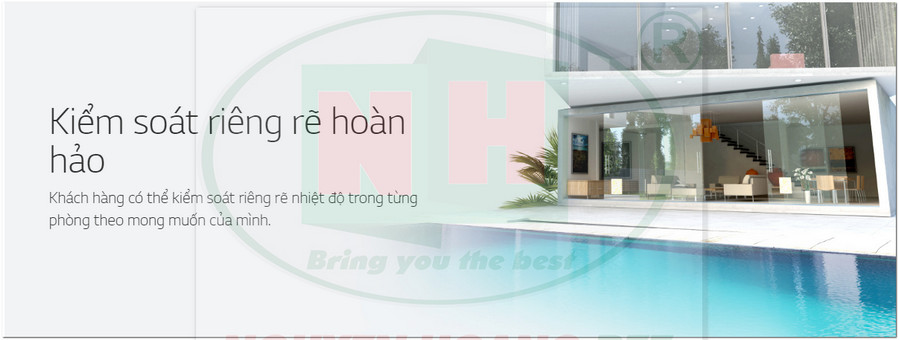 Kiểm soát riêng rẽ hoàn
hảo
Khách hàng có thể kiểm soát riêng rẽ nhiệt độ trong từng
phòng theo mong muốn của mình.
®
NH
Bring you the best